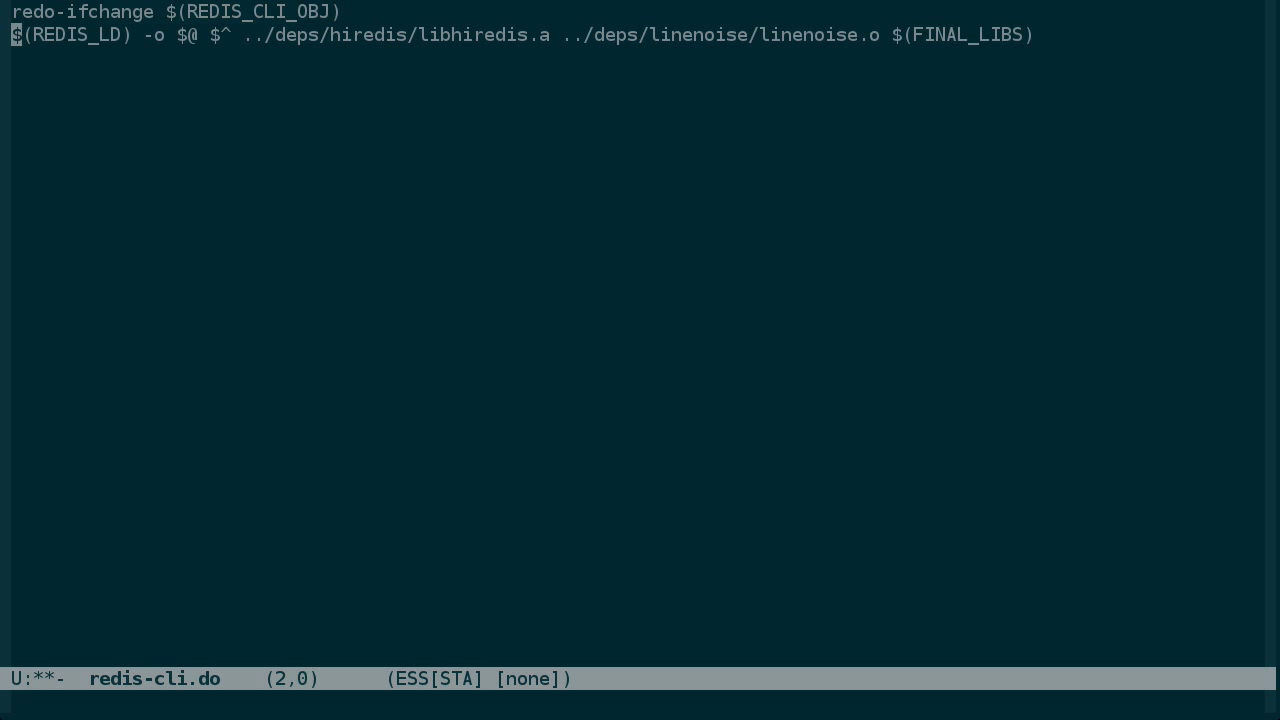 redo-ifchange $(REDIS_CLI_OBJ)
$(REDIS_LD) -o $@ $^ ../deps/hiredis/libhiredis.a ../deps/linenoise/linenoise.o $(FINAL_LIBS)
U:**-  redis-cli.do    (2,0)      (ESS[STA] [none])